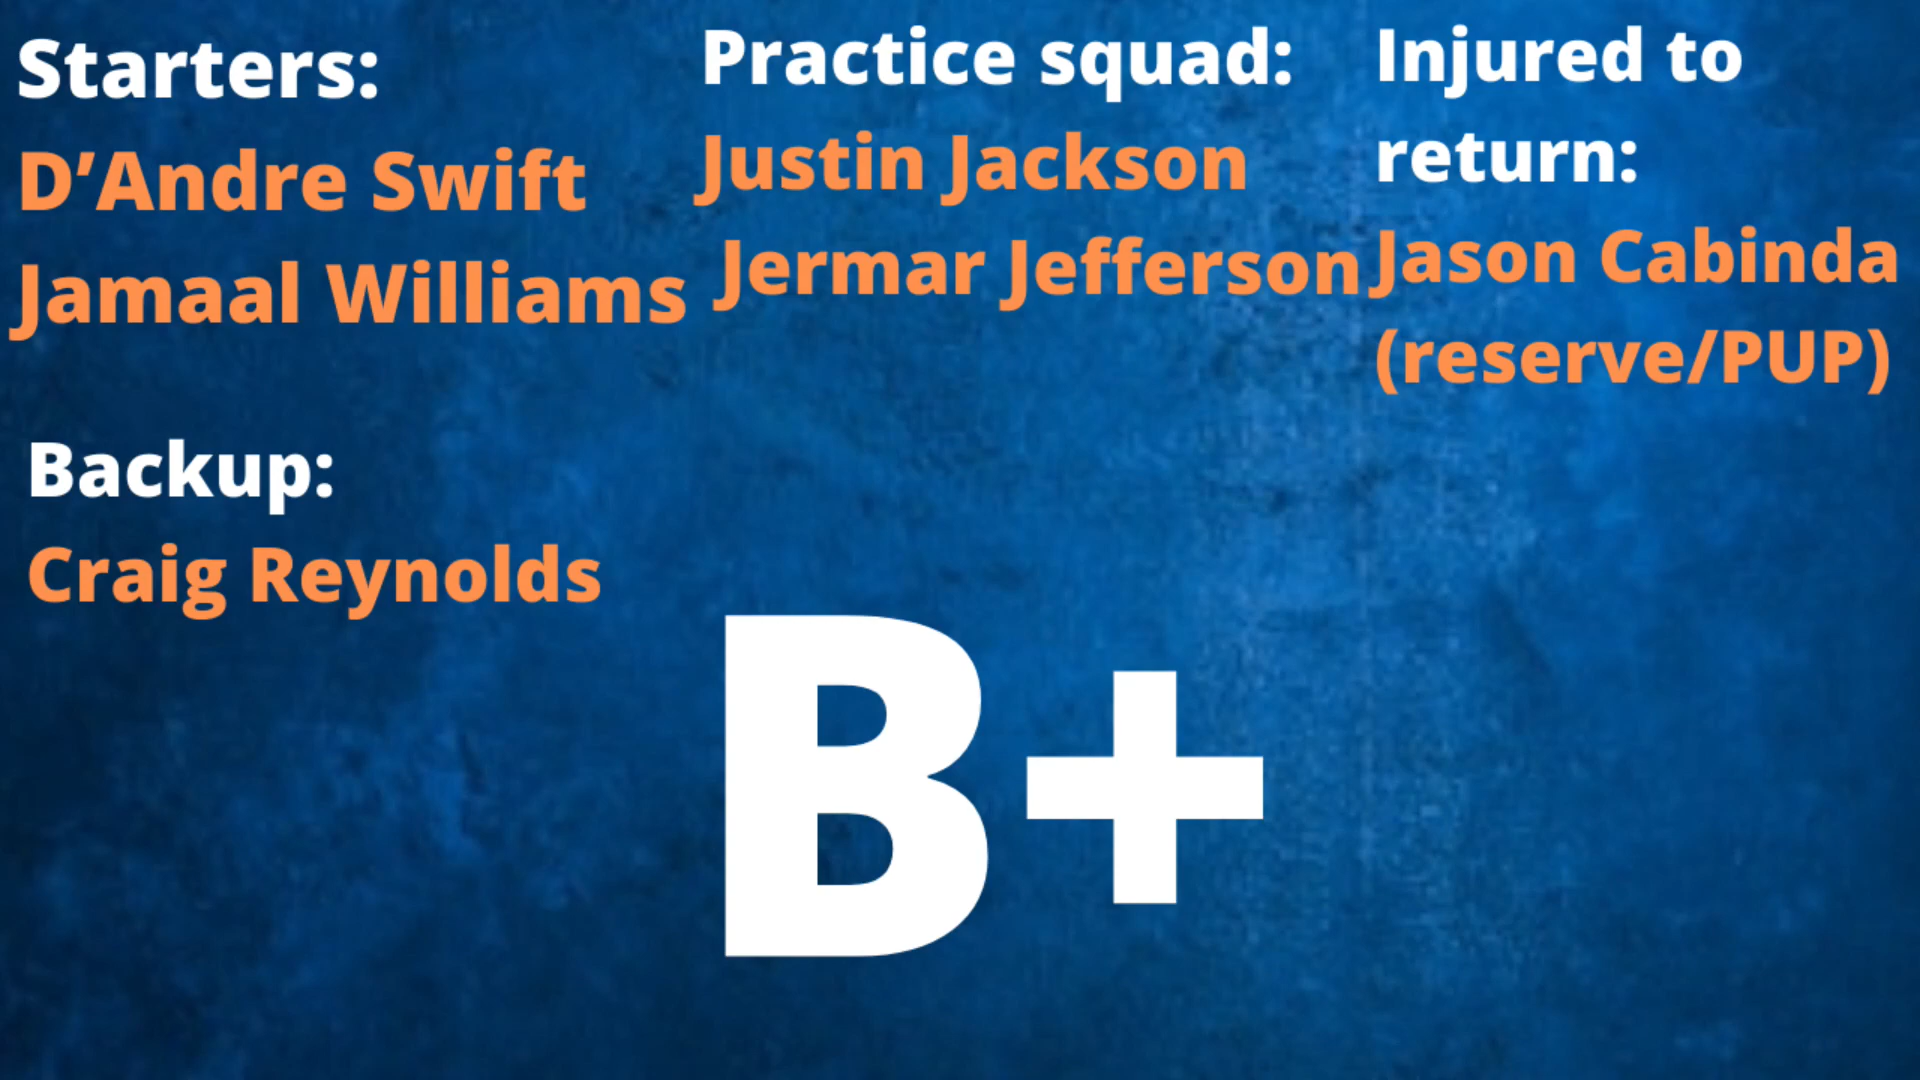 Starters:
D’Andre Swift
Jamaal Williams
Backup:
Craig Reynolds
Practice squad:
Justin Jackson
Jermar Jefferson
Injured to
return:
Jason Cabinda
(reserve/PUP)
B+